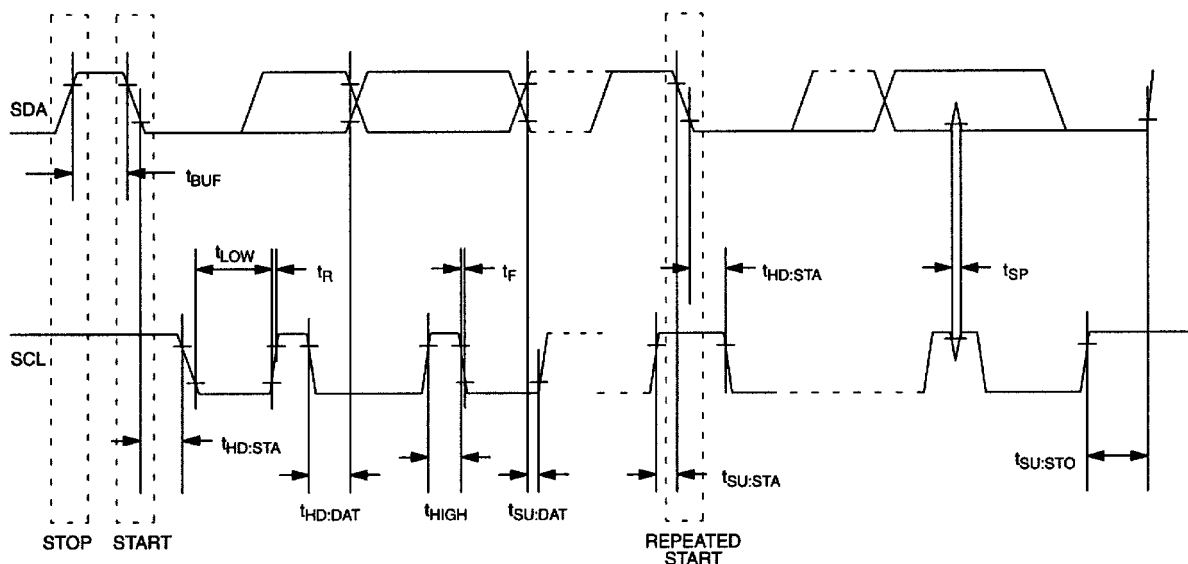 SDA
tBUF
tLOW
tR
tF
tHD:STA
tSP
SCL
tHD:STA
tSU:STA
tSU:STO
tHD:DAT
tHIGH
tSU:DAT
STOP
START
REPEATED
START